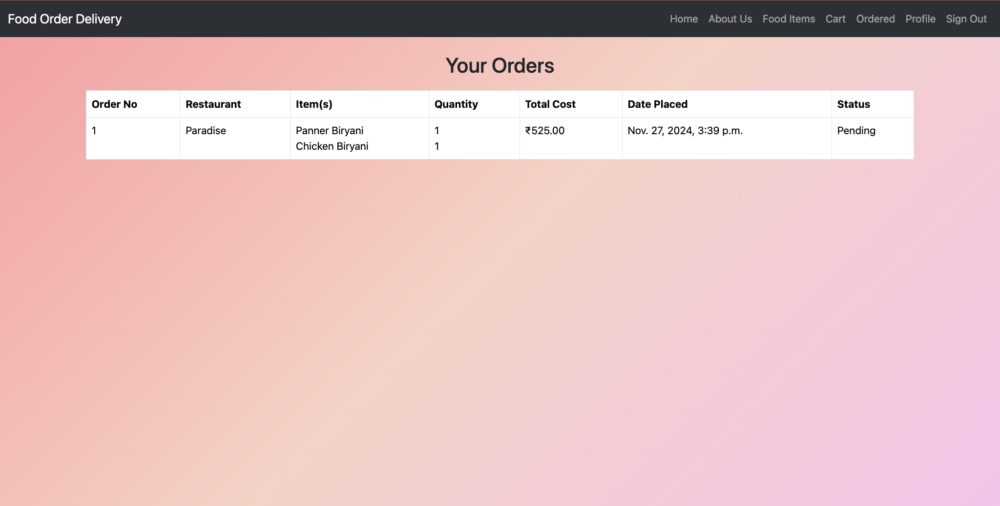 Food Order Delivery Home About Us Food Items Cart Ordered Profile Sign Out
Your Orders
Order No Restaurant Item(s) Quantity Total Cost Date Placed Status
1 Paradise Panner Biryani 1 ₹525.00 Nov. 27, 2024, 3:39 p.m. Pending
Chicken Biryani 1